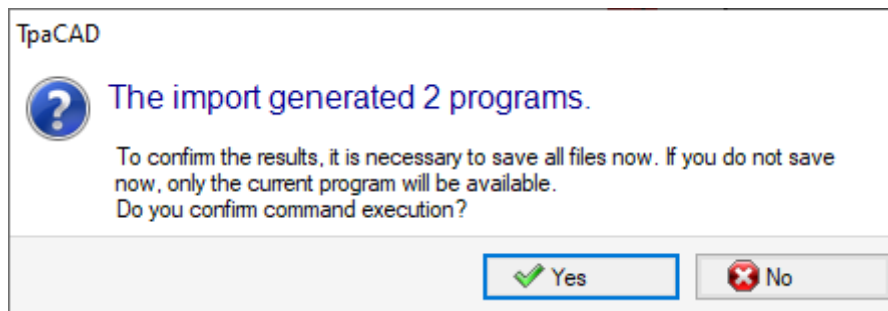 TpaCAD
The import generated 2 programs.
To confirm the results, it is necessary to save all files now. If you do not save
now, only the current program will be available.
Do you confirm command execution?
Yes
No